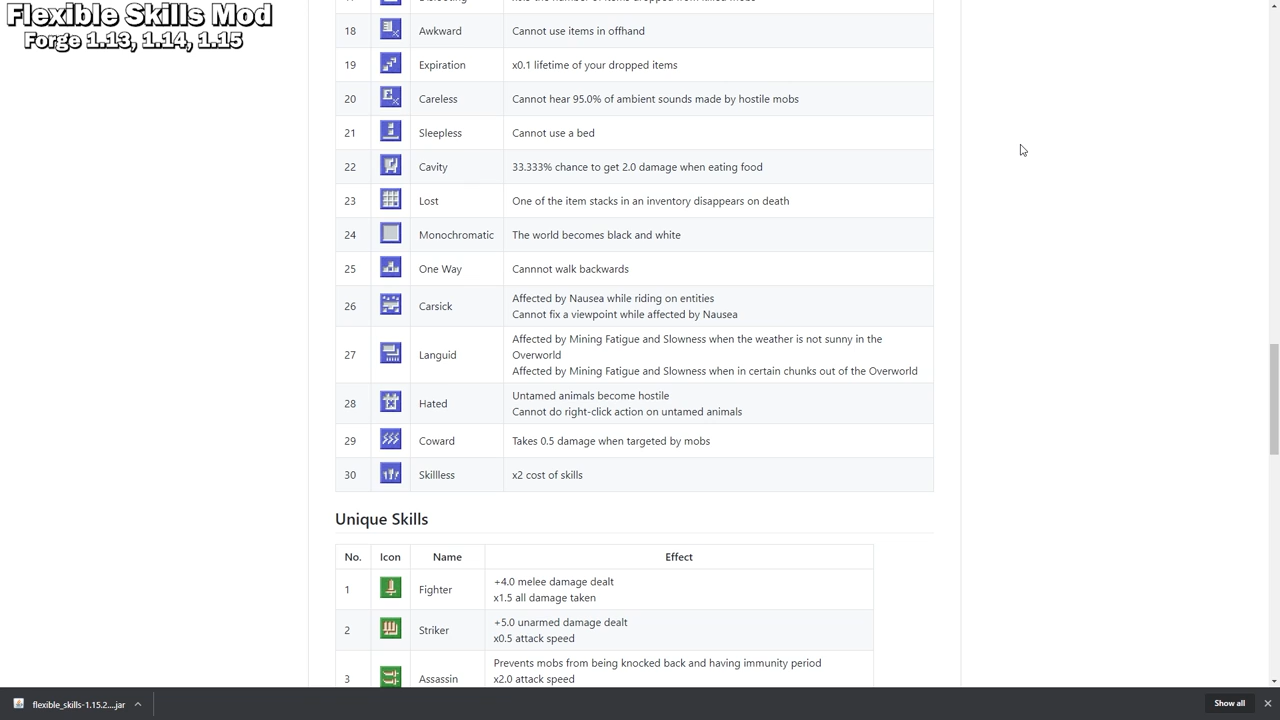 Flexible Skills Mod
Forge 1.13, 1.14, 1.15
18 Awkward Cannot use items in offhand
19 Expiration x0.1 lifetime of your dropped items
20 Careless Cannot hear 95.0% of ambient sounds made by hostile mobs
21 Sleepless Cannot use a bed
22 Cavity 33.333% chance to get 2.0 damage when eating food
23 Lost One of the item stacks in an inventory disappears on death
24 Monochromatic The world becomes black and white
25 One Way Cannnot walk backwards
26 Carsick Affected by Nausea while riding on entities
Cannot fix a viewpoint while affected by Nausea
27 Languid Affected by Mining Fatigue and Slowness when the weather is not sunny in the
Overworld
Affected by Mining Fatigue and Slowness when in certain chunks out of the Overworld
28 Hated Untamed animals become hostile
Cannot do right-click action on untamed animals
29 Coward Takes 0.5 damage when targeted by mobs
30 Skillless x2 cost of skills
Unique Skills
No. Icon Name Effect
1 Fighter +4.0 melee damage dealt
x1.5 all damage taken
2 Striker +5.0 unarmed damage dealt
x0.5 attack speed
3 Assassin Prevents mobs from being knocked back and having immunity period
x2.0 attack speed
flexible_skills-1.15.2....jar
Show all